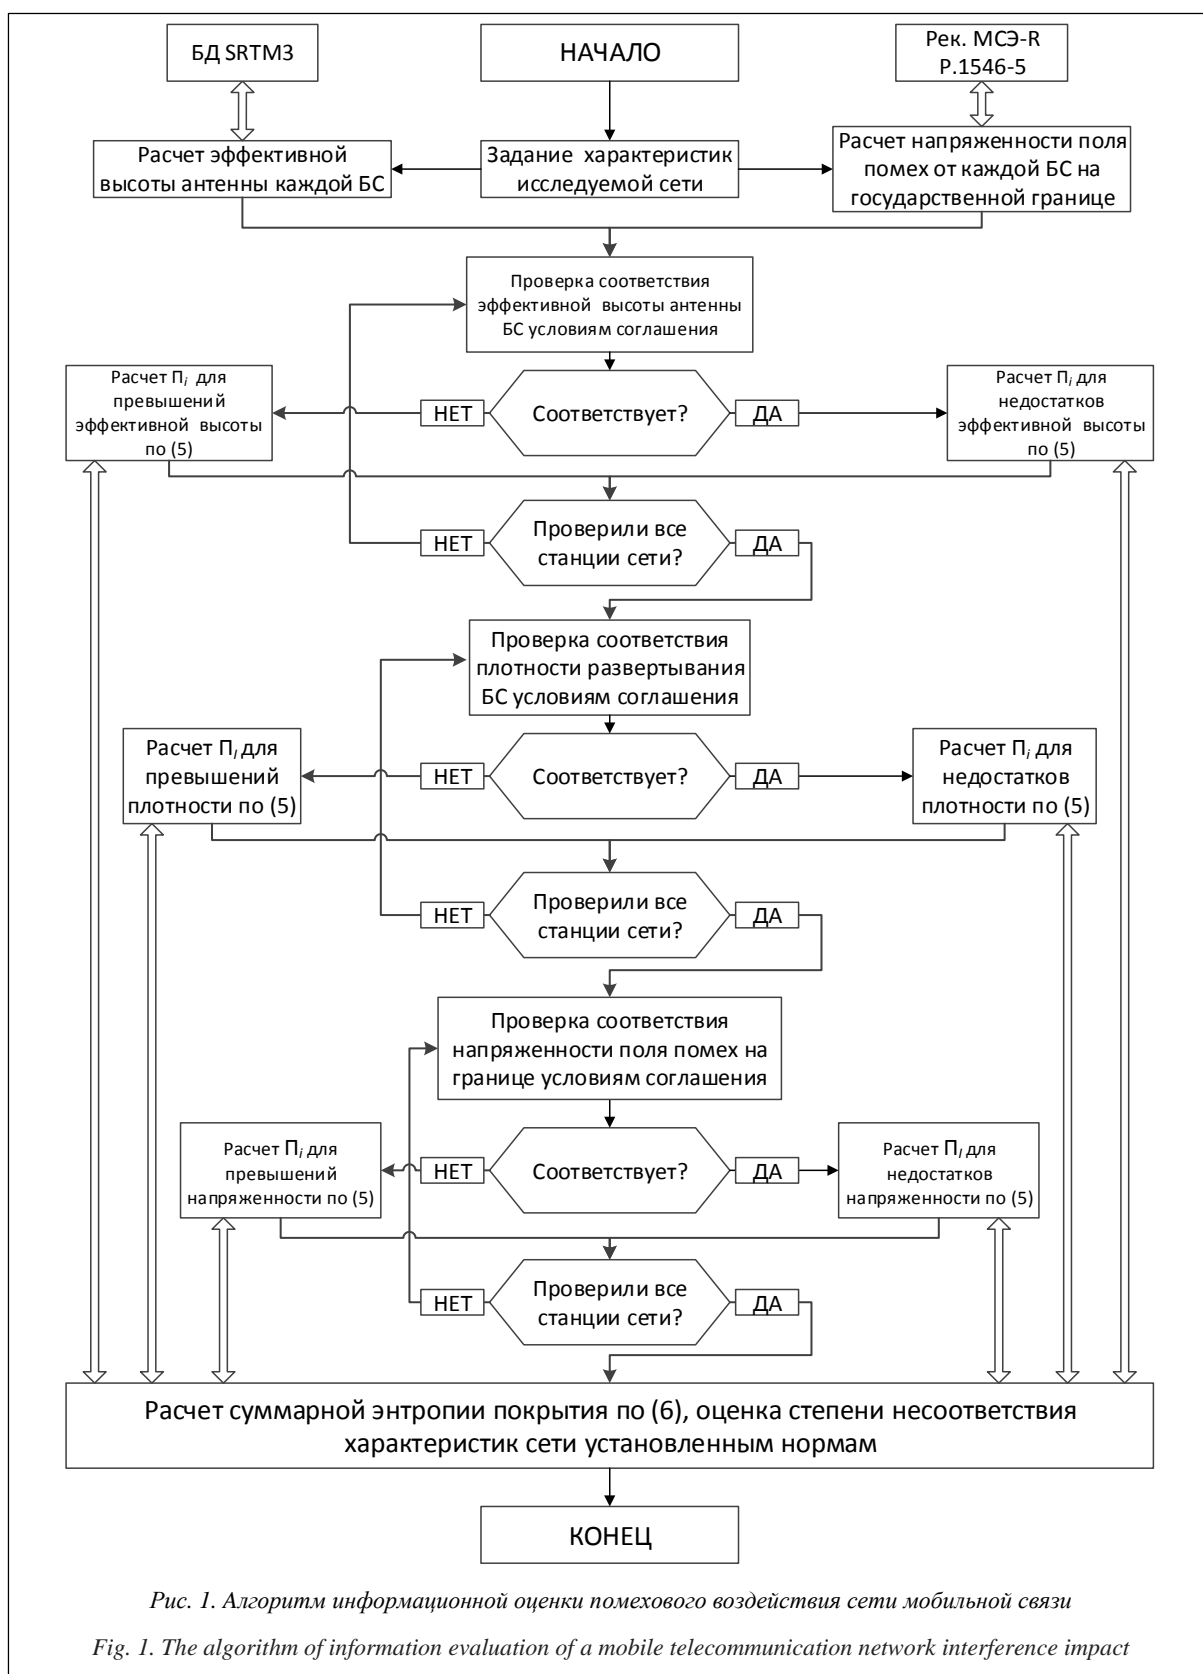 БД SRTM3
НАЧАЛО
Рек. МСЭ-R
P.1546-5
Расчет эффективной
высоты антенны каждой БС
Задание характеристик
исследуемой сети
Расчет напряженности поля
помех от каждой БС на
государственной границе
Проверка соответствия
эффективной высоты антенны
БС условиям соглашения
Расчет Пi для
превышений
эффективной высоты
по (5)
НЕТ
Соответствует?
ДА
Расчет Пi для
недостатков
эффективной высоты
по (5)
НЕТ
Проверили все
станции сети?
ДА
Проверка соответствия
плотности развертывания
БС условиям соглашения
Расчет ПI для
превышений
плотности по (5)
НЕТ
Соответствует?
ДА
Расчет Пi для
недостатков
плотности по (5)
НЕТ
Проверили все
станции сети?
ДА
Проверка соответствия
напряженности поля помех на
границе условиям соглашения
Расчет Пi для
превышений
напряженности по (5)
НЕТ
Соответствует?
ДА
Расчет ПI для
недостатков
напряженности по (5)
НЕТ
Проверили все
станции сети?
ДА
Расчет суммарной энтропии покрытия по (6), оценка степени несоответствия
характеристик сети установленным нормам
КОНЕЦ
Рис. 1. Алгоритм информационной оценки помехового воздействия сети мобильной связи
Fig. 1. The algorithm of information evaluation of a mobile telecommunication network interference impact